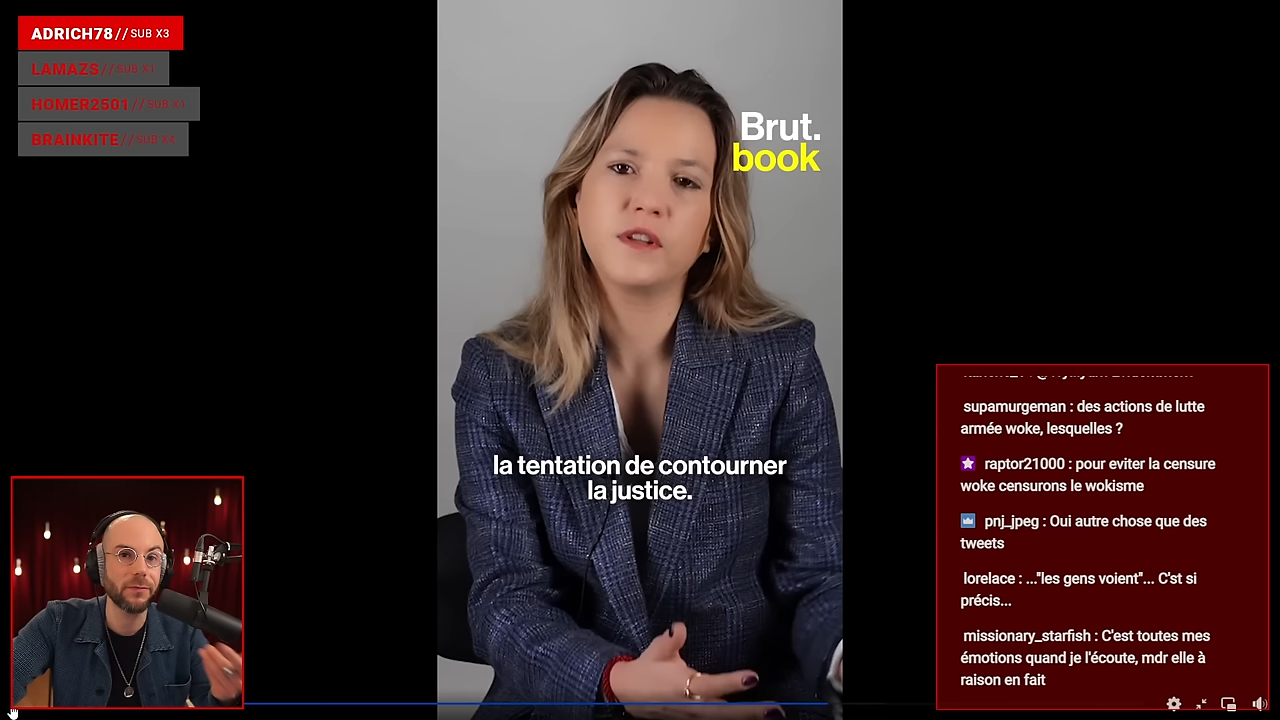 ADRICH78//SUB X3
LAMAZS//SUB X1
HOMER2501//SUB X1
BRAINKITE//SUB X2
Brut.
book
la tentation de contourner
la justice.
supamurgeman : des actions de lutte
armée woke, lesquelles ?
raptor21000 : pour eviter la censure
woke censurons le wokisme
pnj_jpeg : Oui autre chose que des
tweets
lorelace : ..."les gens voient"... C'st si
précis...
missionary_starfish : C'est toutes mes
émotions quand je l'écoute, mdr elle à
raison en fait